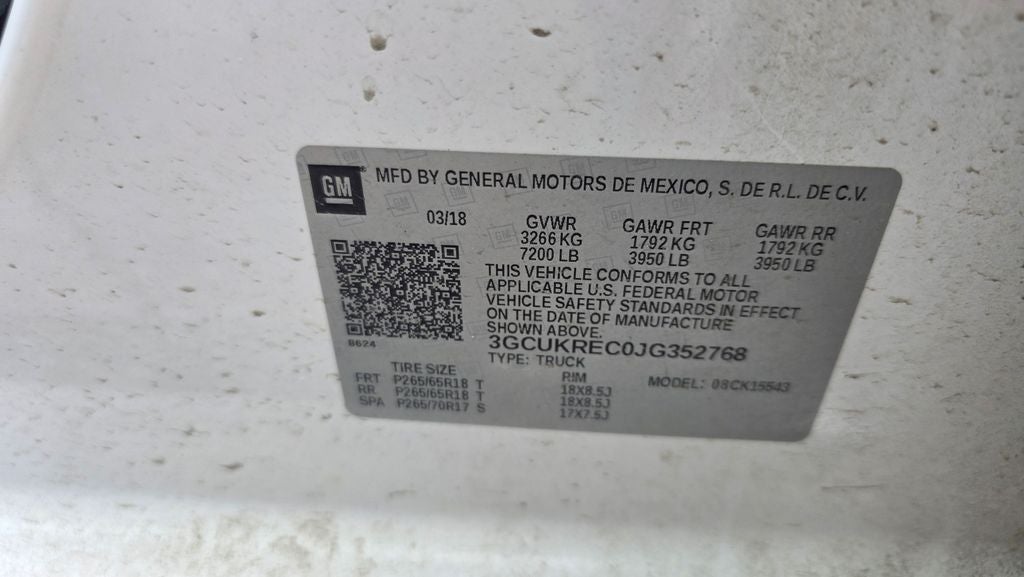 GM ® MFD BY GENERAL MOTORS DE MEXICO, S. DE R.L. DE C.V.
03/18
GVWR GAWR FRT GAWR RR
3266 KG 1792 KG 1792 KG
7200 LB 3950 LB 3950 LB
THIS VEHICLE CONFORMS TO ALL
APPLICABLE U.S. FEDERAL MOTOR
VEHICLE SAFETY STANDARDS IN EFFECT
ON THE DATE OF MANUFACTURE
SHOWN ABOVE.
8624
3GCUKREC0JG352768
TYPE: TRUCK
TIRE SIZE RIM MODEL: 08CK15543
FRT P265/65R18 T 18X8.5J
RR P265/65R18 T 18X8.5J
SPA P265/70R17 S 17X7.5J